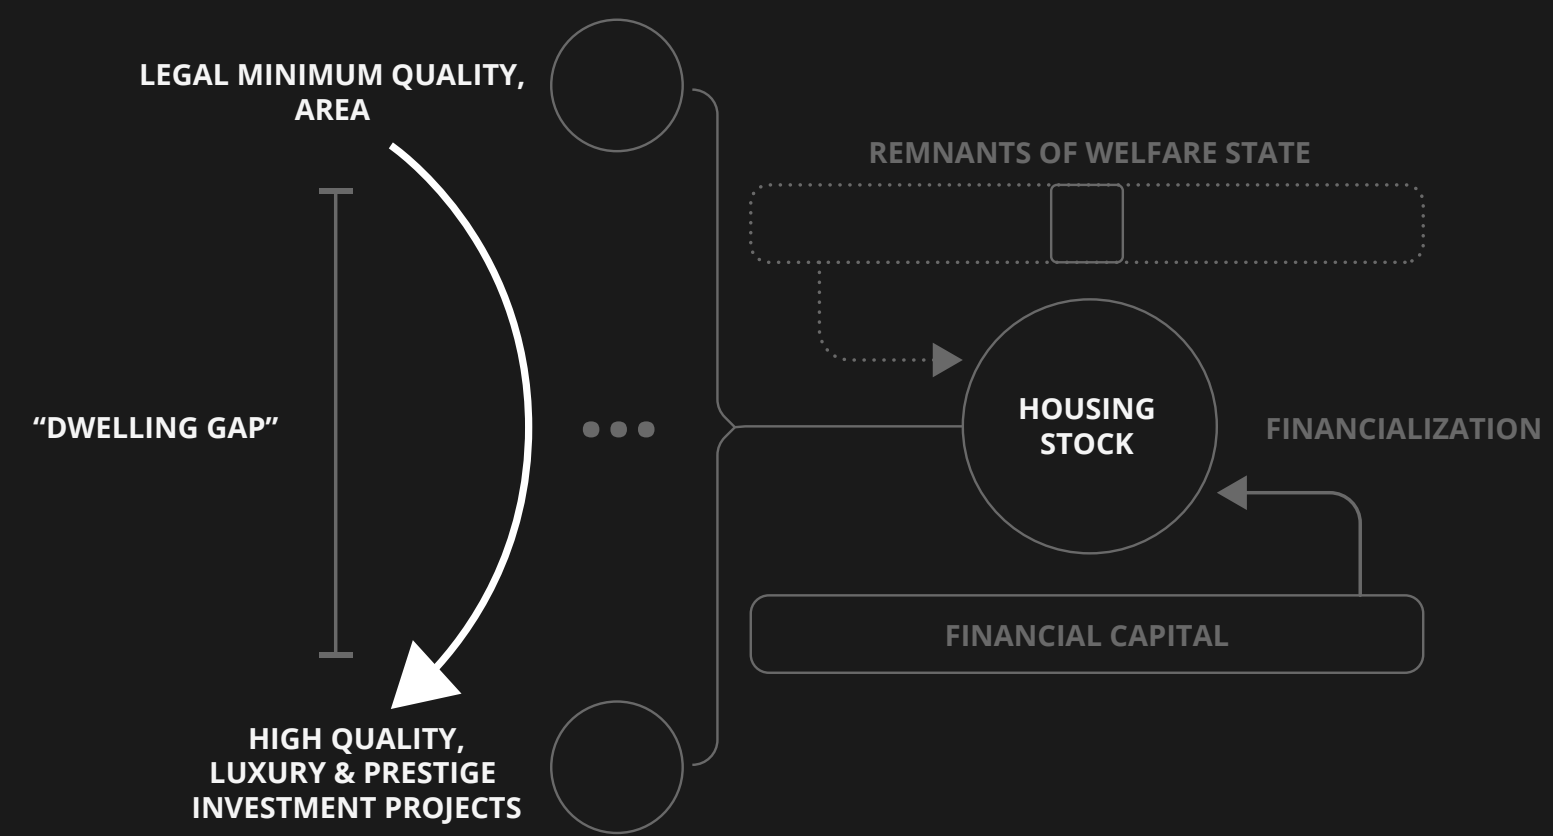 LEGAL MINIMUM QUALITY,
AREA
REMNANTS OF WELFARE STATE
“DWELLING GAP”
HOUSING
STOCK
FINANCIALIZATION
FINANCIAL CAPITAL
HIGH QUALITY,
LUXURY & PRESTIGE
INVESTMENT PROJECTS